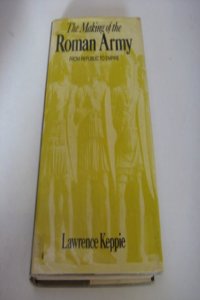 The Making of the
Roman Army
FROM REPUBLIC TO EMPIRE
Lawrence Keppie